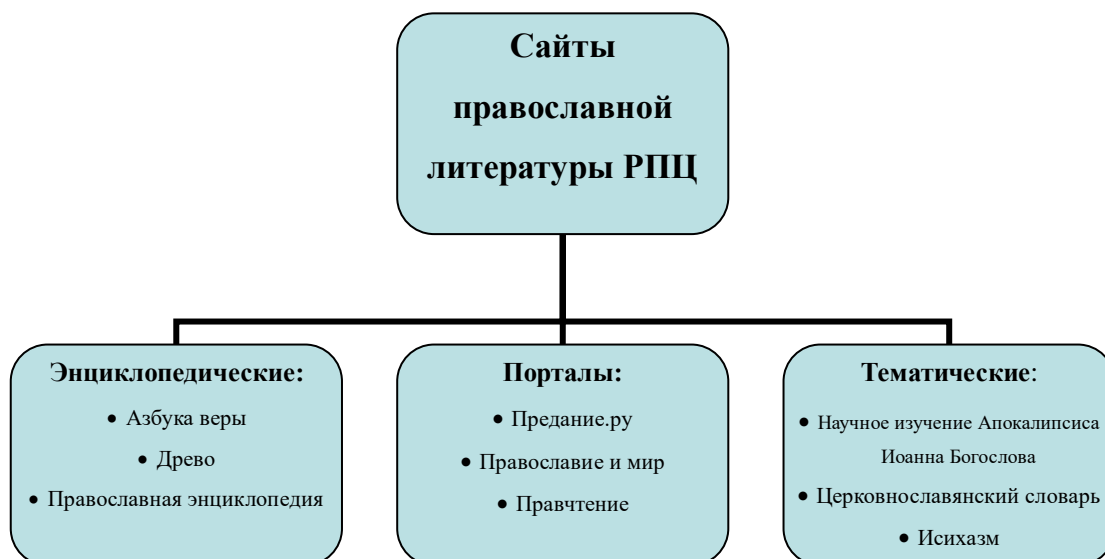 Сайты
православной
литературы РПЦ
Энциклопедические:
• Азбука веры
• Древо
• Православная энциклопедия
Порталы:
• Предание.ру
• Православие и мир
• Правчтение
Тематические:
• Научное изучение Апокалипсиса
Иоанна Богослова
• Церковнославянский словарь
• Исихазм